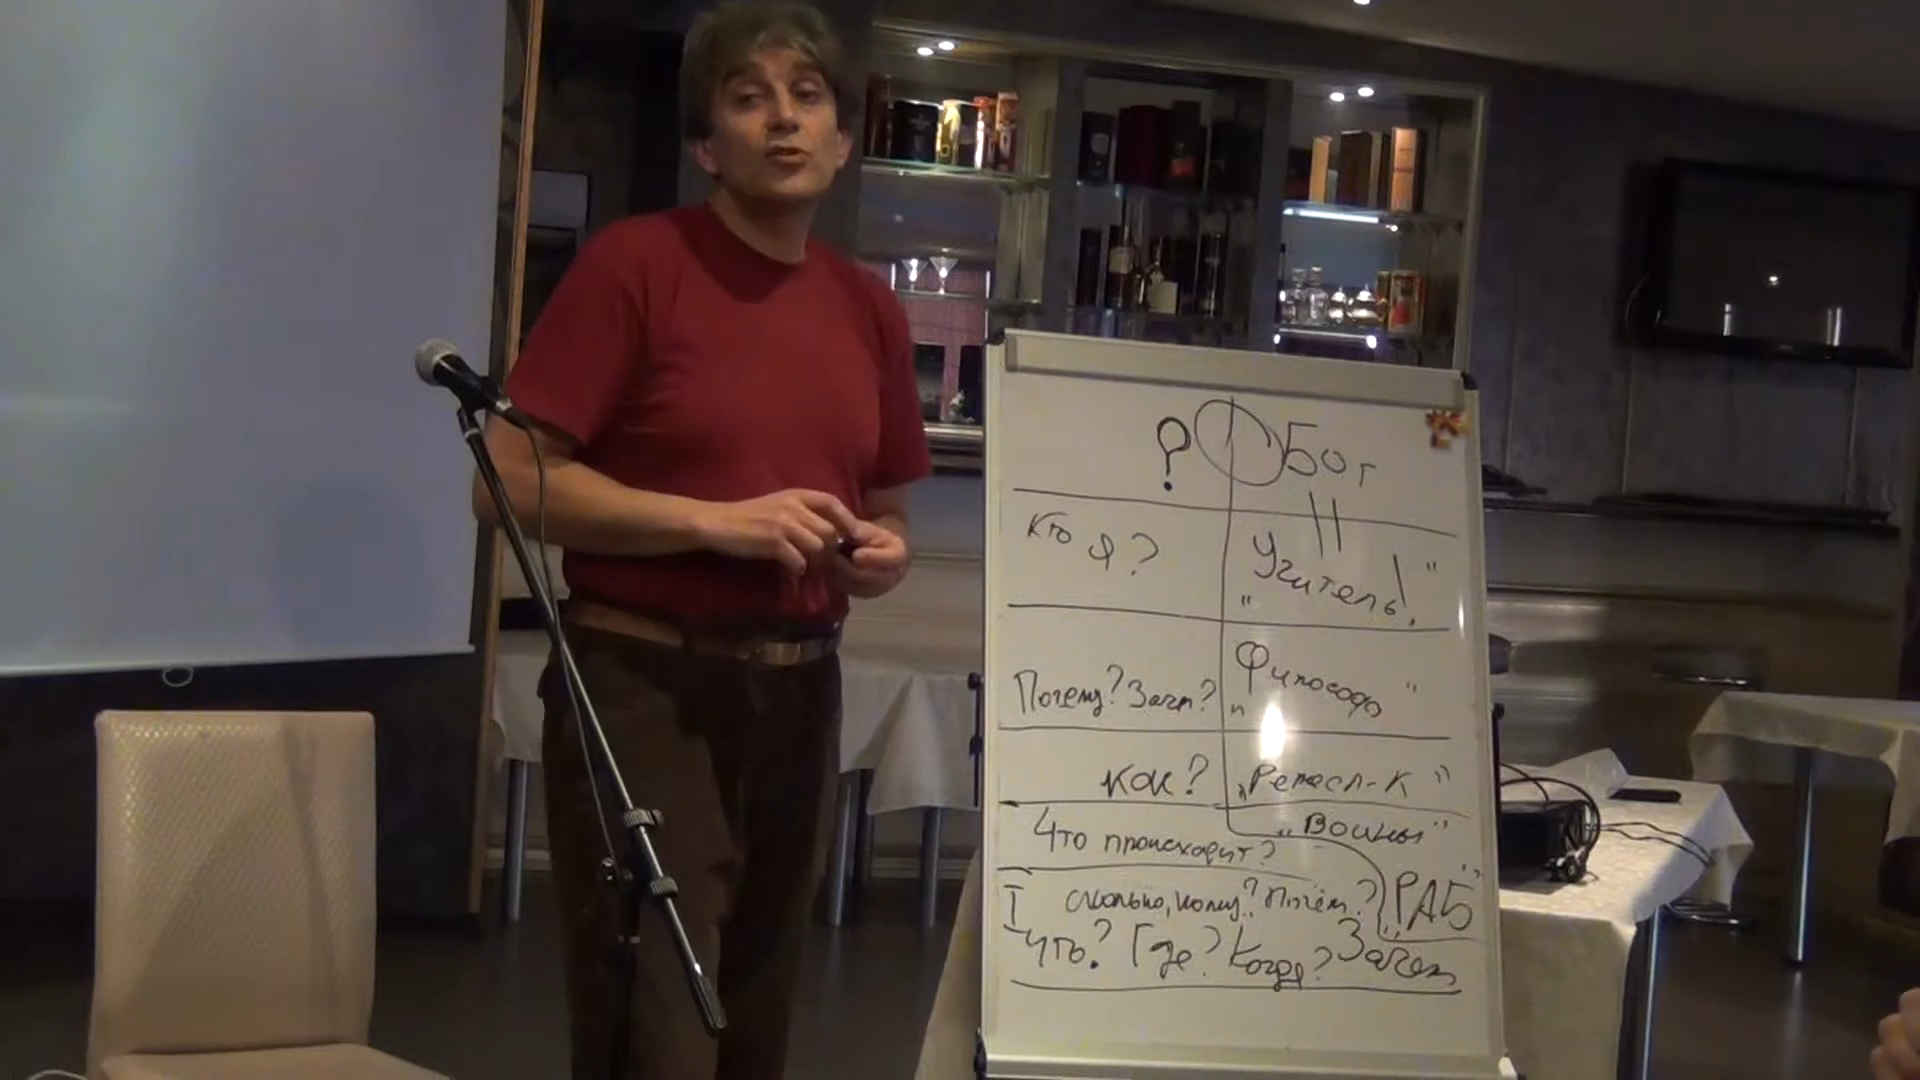 ? Бог
Кто я? "Учитель!"
Почему? Зачем? "Философ"
как? "Ремесл-к"
Что происходит? "Воины"
I сколько, кому? Почём? "РАБ"
Что? Где? Когда? Зачем